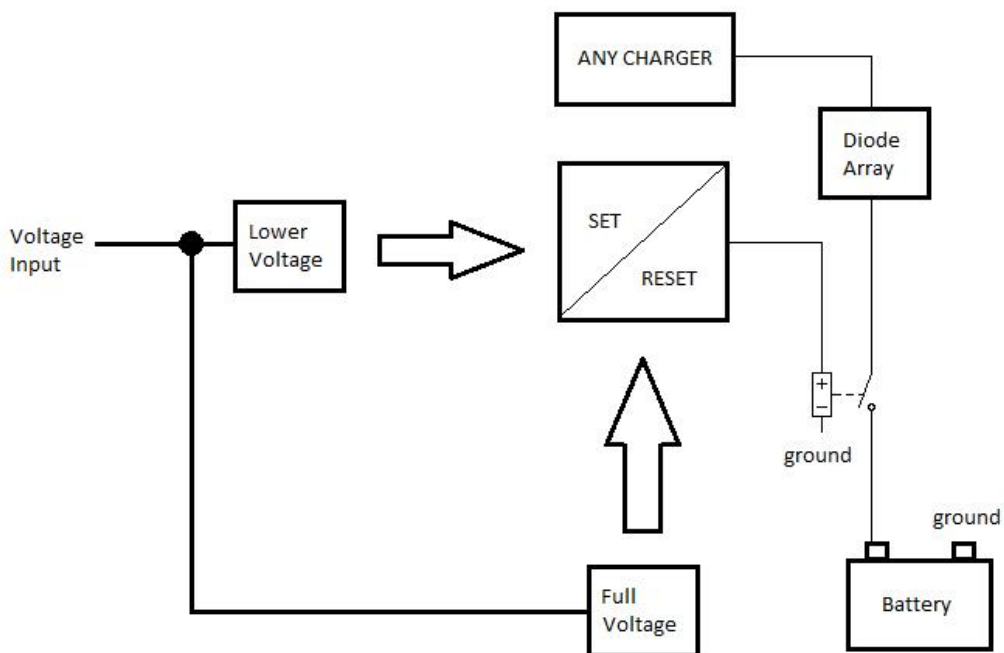 ANY CHARGER
Diode
Array
Voltage
Input
Lower
Voltage
SET
RESET
+
−
ground
ground
Full
Voltage
Battery